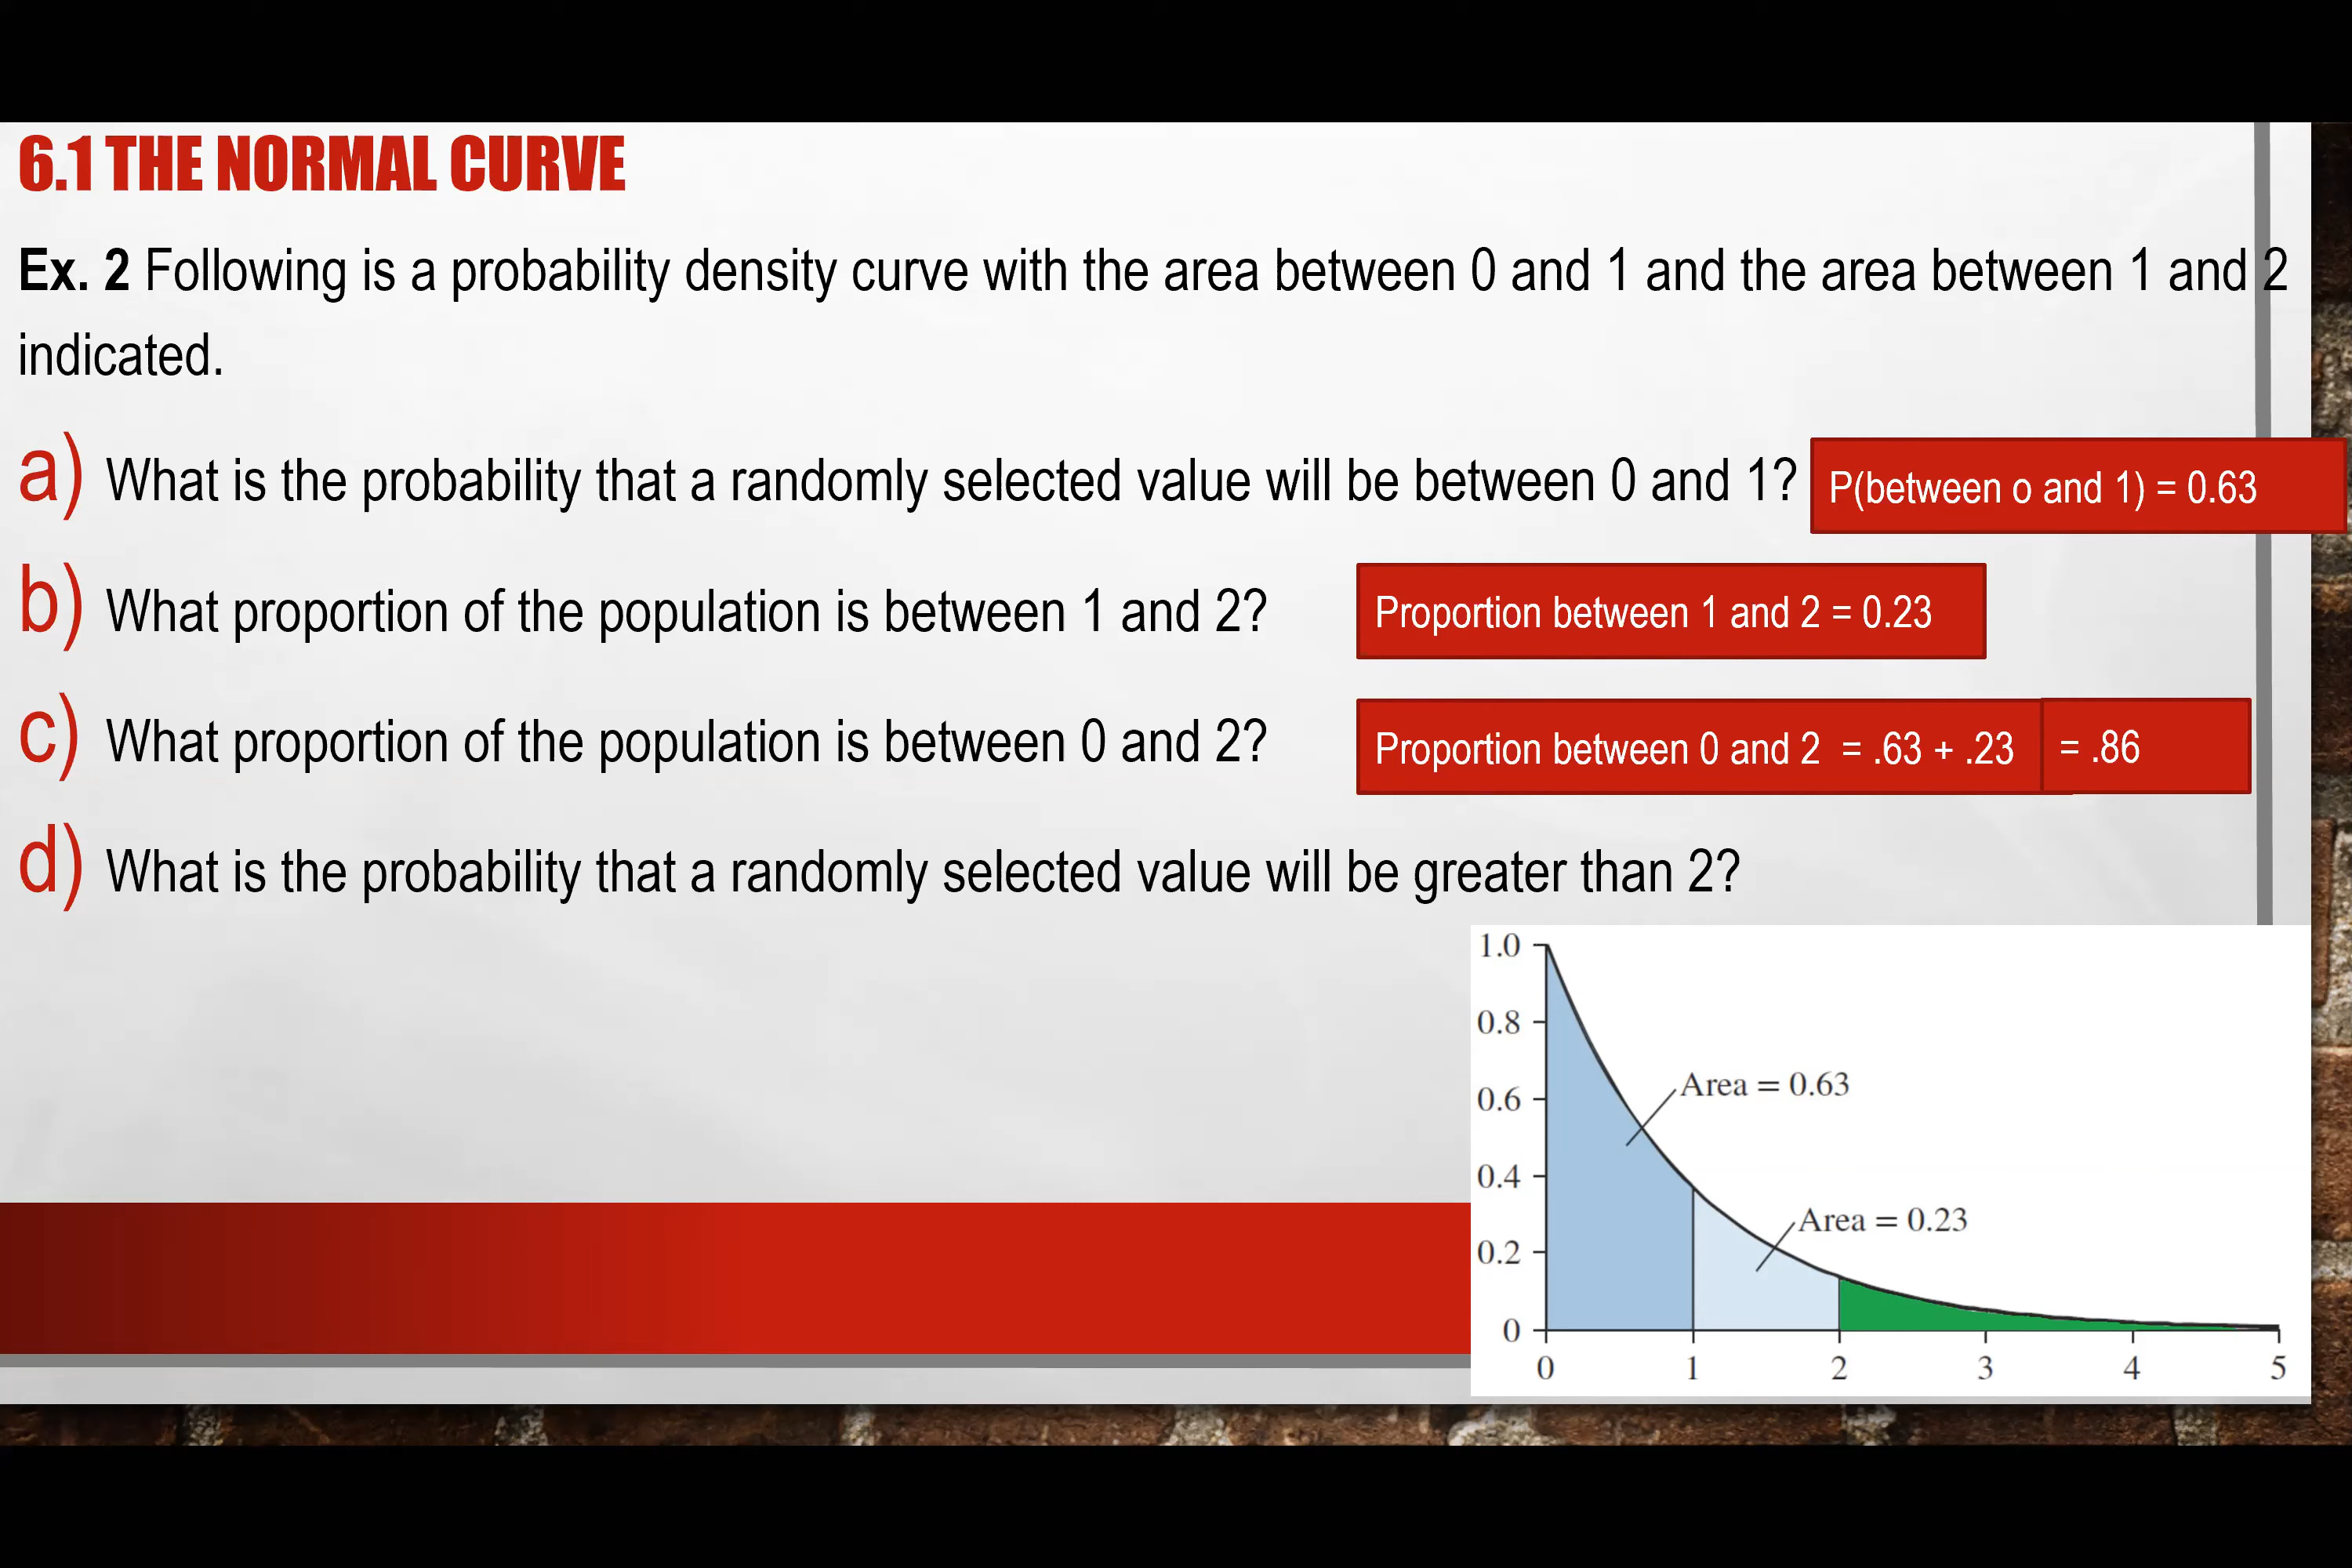 6.1 THE NORMAL CURVE
Ex. 2 Following is a probability density curve with the area between 0 and 1 and the area between 1 and 2
indicated.
a) What is the probability that a randomly selected value will be between 0 and 1? P(between o and 1) = 0.63
b) What proportion of the population is between 1 and 2? Proportion between 1 and 2 = 0.23
c) What proportion of the population is between 0 and 2? Proportion between 0 and 2 = .63 + .23 = .86
d) What is the probability that a randomly selected value will be greater than 2?
1.0
0.8
Area = 0.63
0.6
0.4
Area = 0.23
0.2
0
0 1 2 3 4 5